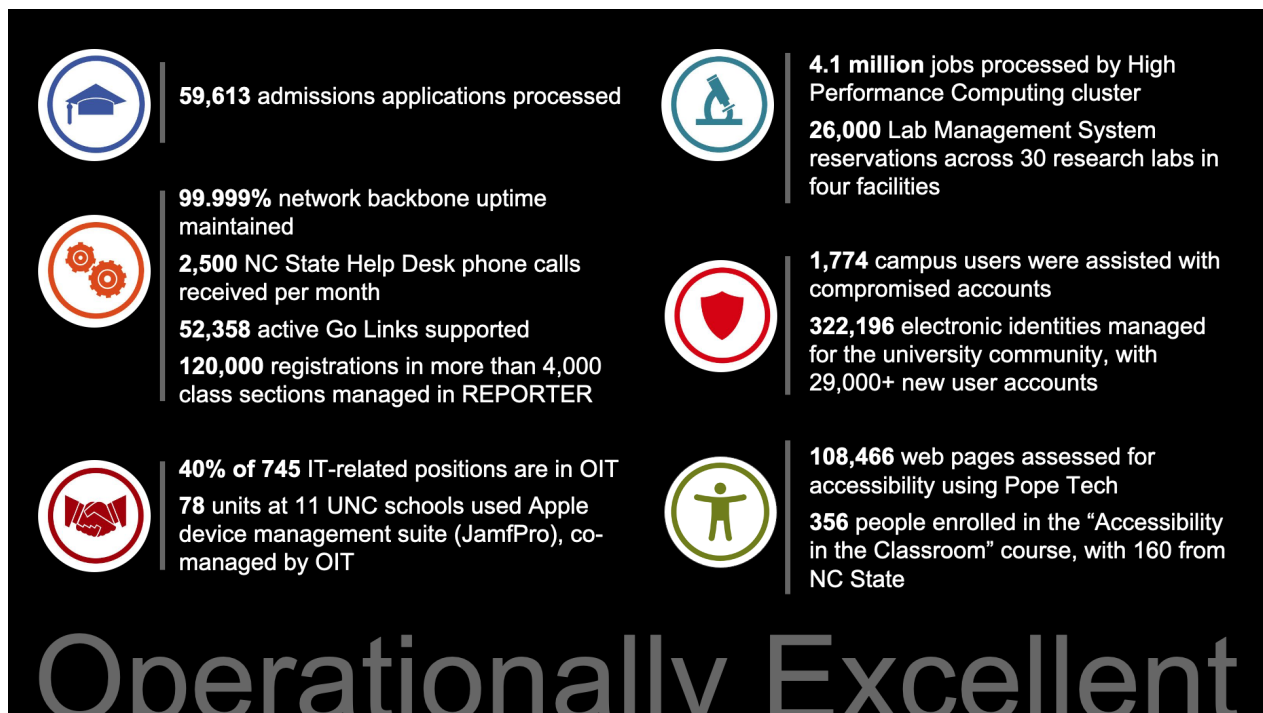 59,613 admissions applications processed
99.999% network backbone uptime
maintained
2,500 NC State Help Desk phone calls
received per month
52,358 active Go Links supported
120,000 registrations in more than 4,000
class sections managed in REPORTER
40% of 745 IT-related positions are in OIT
78 units at 11 UNC schools used Apple
device management suite (JamfPro), co-
managed by OIT
4.1 million jobs processed by High
Performance Computing cluster
26,000 Lab Management System
reservations across 30 research labs in
four facilities
1,774 campus users were assisted with
compromised accounts
322,196 electronic identities managed
for the university community, with
29,000+ new user accounts
108,466 web pages assessed for
accessibility using Pope Tech
356 people enrolled in the “Accessibility
in the Classroom” course, with 160 from
NC State
Operationally Excellent